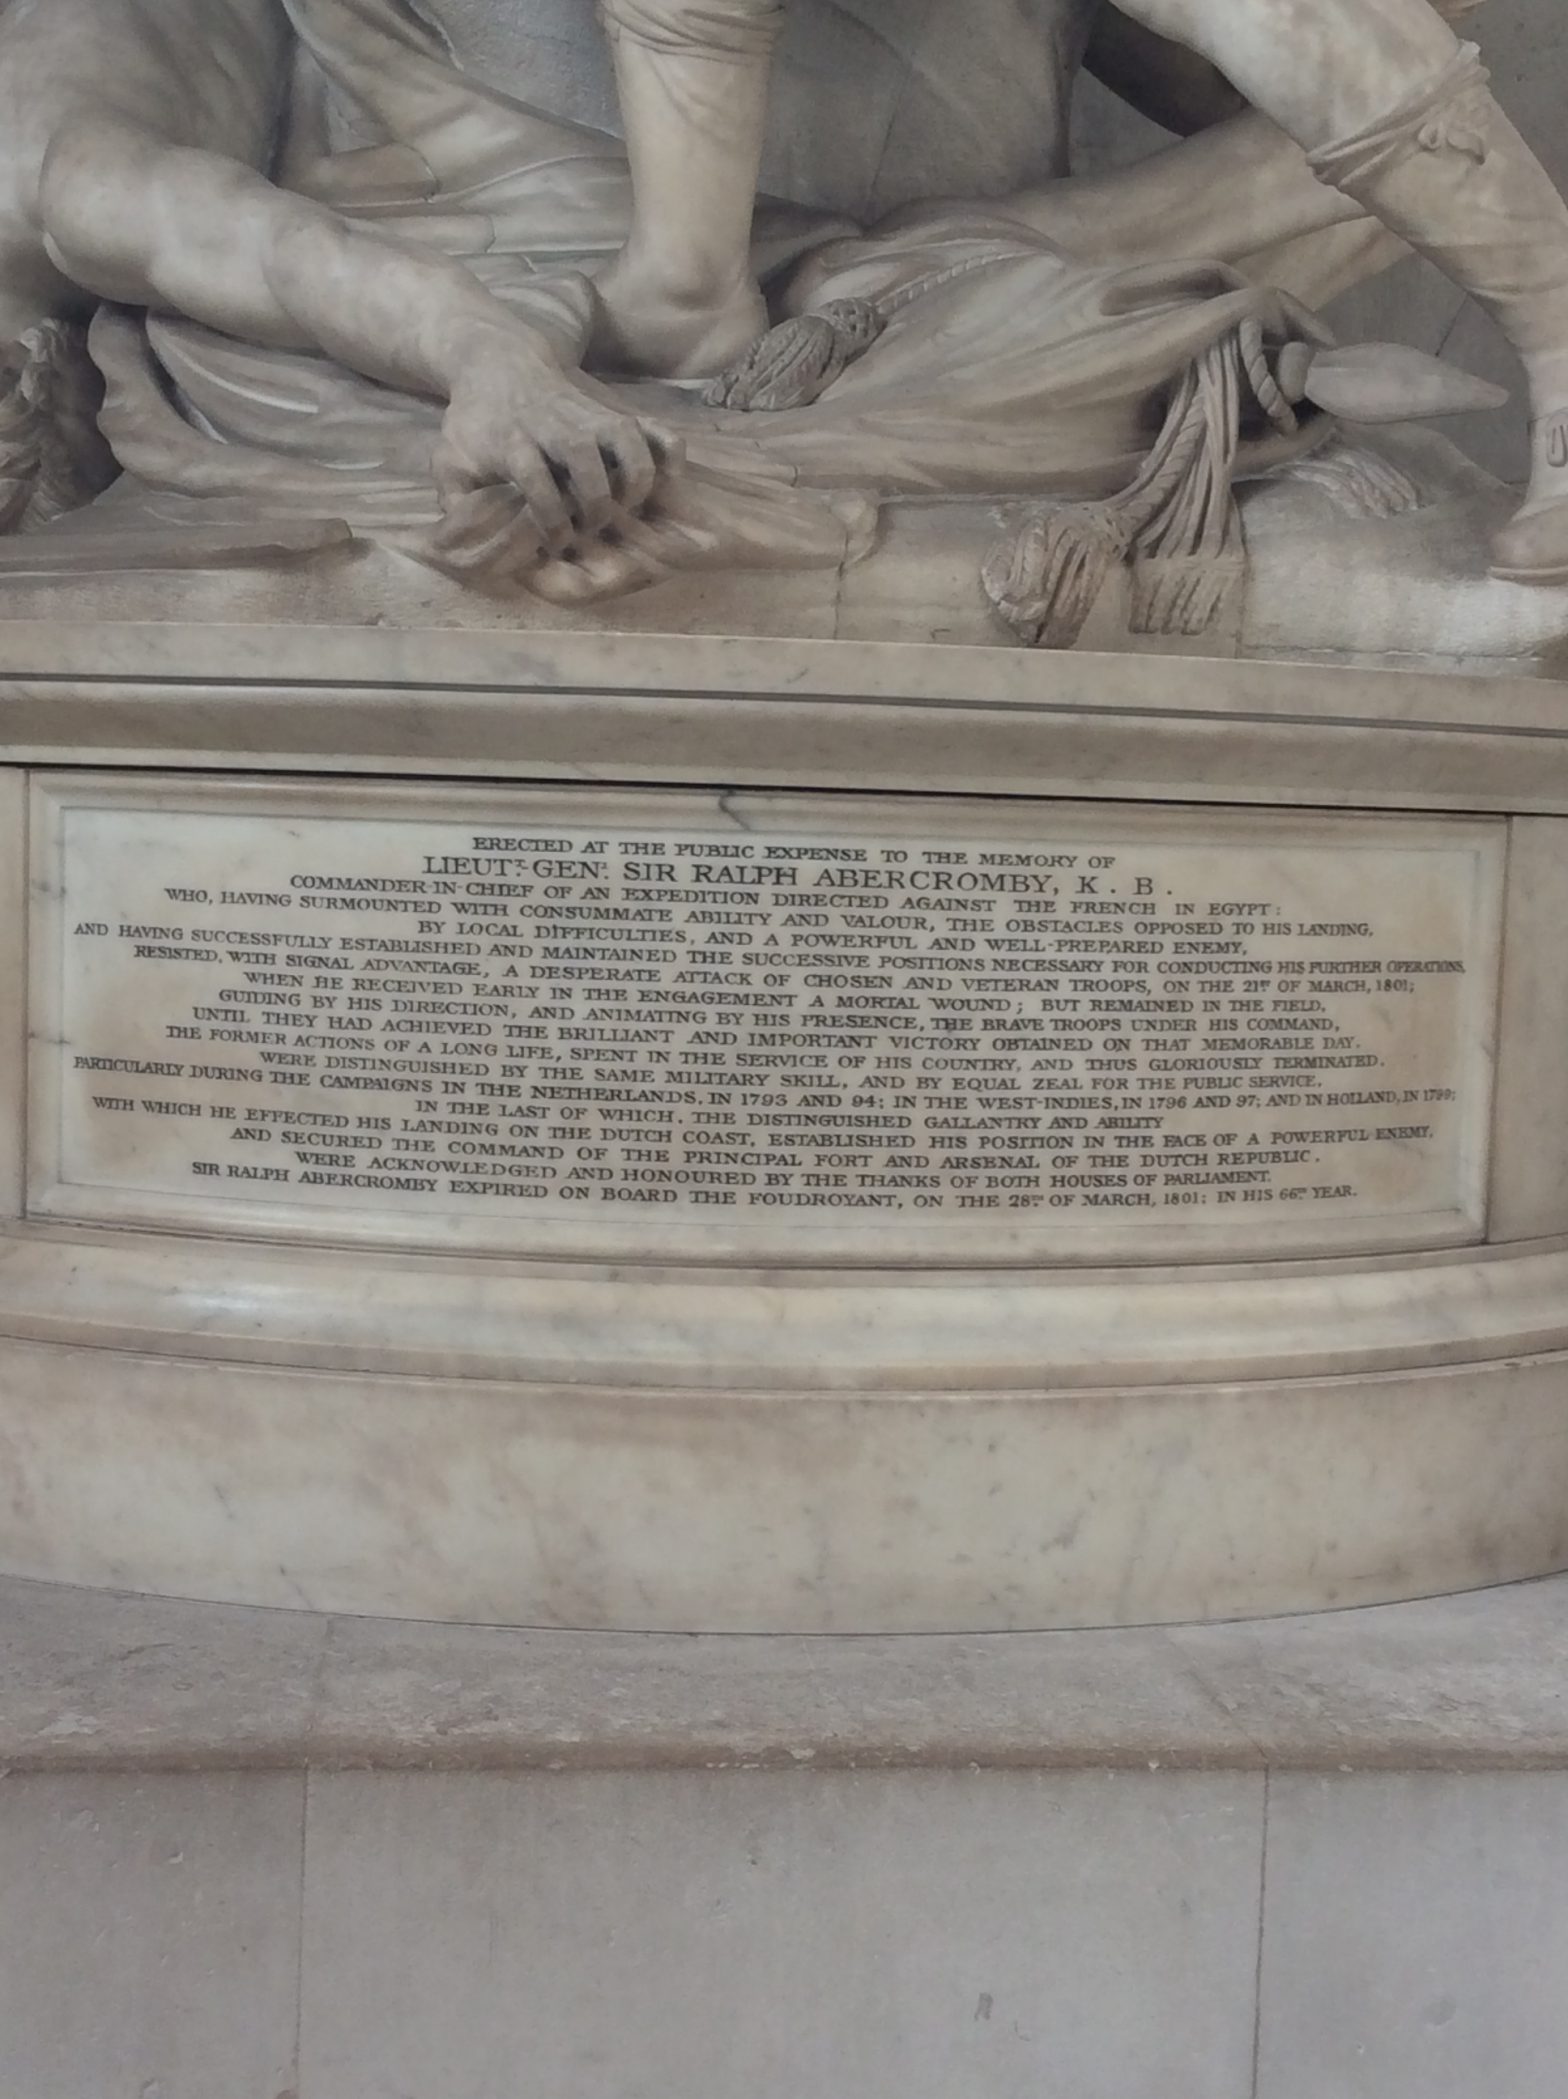 ERECTED AT THE PUBLIC EXPENSE TO THE MEMORY OF
LIEUT.T-GEN.L SIR RALPH ABERCROMBY, K. B.
COMMANDER-IN-CHIEF OF AN EXPEDITION DIRECTED AGAINST THE FRENCH IN EGYPT:
WHO, HAVING SURMOUNTED WITH CONSUMMATE ABILITY AND VALOUR, THE OBSTACLES OPPOSED TO HIS LANDING,
BY LOCAL DIFFICULTIES, AND A POWERFUL AND WELL-PREPARED ENEMY,
AND HAVING SUCCESSFULLY ESTABLISHED AND MAINTAINED THE SUCCESSIVE POSITIONS NECESSARY FOR CONDUCTING HIS FURTHER OPERATIONS,
RESISTED, WITH SIGNAL ADVANTAGE, A DESPERATE ATTACK OF CHOSEN AND VETERAN TROOPS, ON THE 21ST OF MARCH, 1801;
WHEN HE RECEIVED EARLY IN THE ENGAGEMENT A MORTAL WOUND; BUT REMAINED IN THE FIELD,
GUIDING BY HIS DIRECTION, AND ANIMATING BY HIS PRESENCE, THE BRAVE TROOPS UNDER HIS COMMAND,
UNTIL THEY HAD ACHIEVED THE BRILLIANT AND IMPORTANT VICTORY OBTAINED ON THAT MEMORABLE DAY.
THE FORMER ACTIONS OF A LONG LIFE, SPENT IN THE SERVICE OF HIS COUNTRY, AND THUS GLORIOUSLY TERMINATED.
WERE DISTINGUISHED BY THE SAME MILITARY SKILL, AND BY EQUAL ZEAL FOR THE PUBLIC SERVICE,
PARTICULARLY DURING THE CAMPAIGNS IN THE NETHERLANDS, IN 1793 AND 94; IN THE WEST-INDIES, IN 1796 AND 97; AND IN HOLLAND, IN 1799;
IN THE LAST OF WHICH, THE DISTINGUISHED GALLANTRY AND ABILITY
WITH WHICH HE EFFECTED HIS LANDING ON THE DUTCH COAST, ESTABLISHED HIS POSITION IN THE FACE OF A POWERFUL ENEMY,
AND SECURED THE COMMAND OF THE PRINCIPAL FORT AND ARSENAL OF THE DUTCH REPUBLIC.
WERE ACKNOWLEDGED AND HONOURED BY THE THANKS OF BOTH HOUSES OF PARLIAMENT.
SIR RALPH ABERCROMBY EXPIRED ON BOARD THE FOUDROYANT, ON THE 28TH OF MARCH, 1801; IN HIS 66TH YEAR.